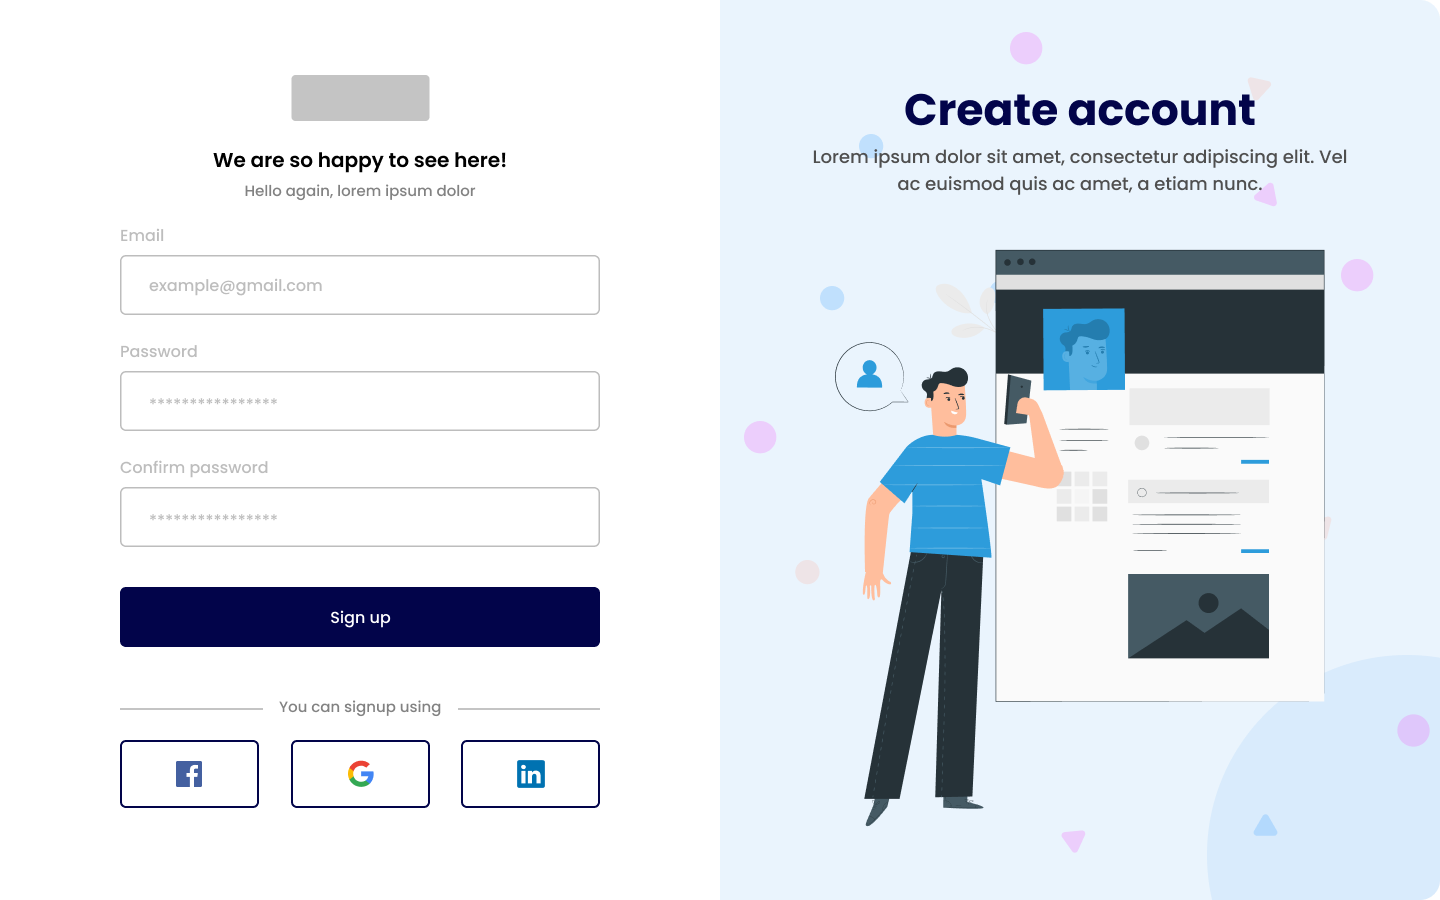 We are so happy to see here!
Hello again, lorem ipsum dolor
Email
example@gmail.com
Password
****************
Confirm password
****************
Sign up
You can signup using
in
Create account
Lorem ipsum dolor sit amet, consectetur adipiscing elit. Vel
ac euismod quis ac amet, a etiam nunc.